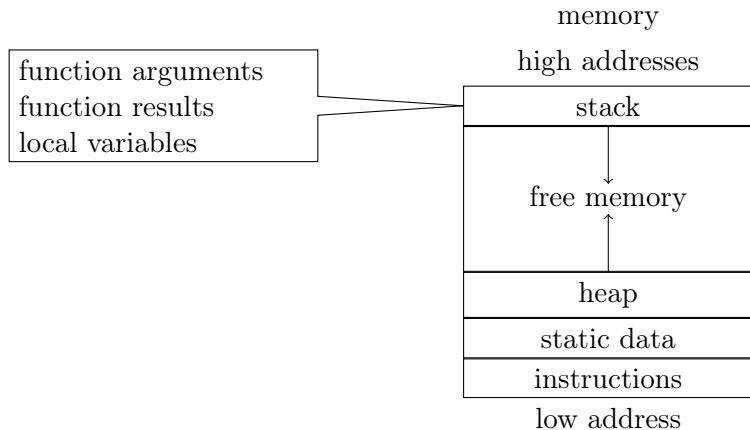 memory
high addresses
function arguments
function results
local variables
stack
free memory
heap
static data
instructions
low address